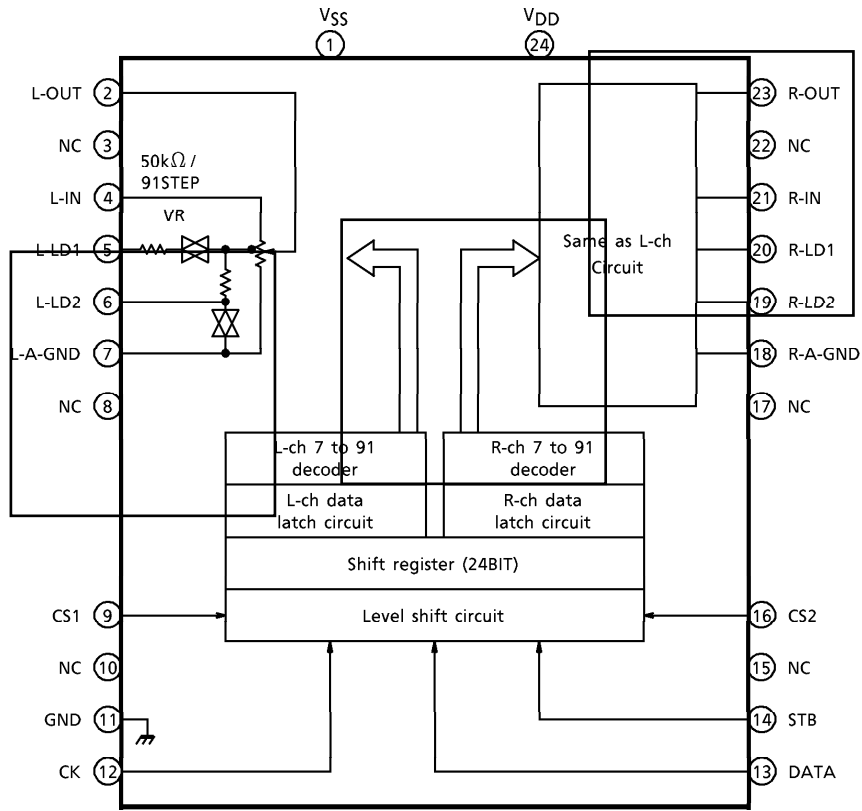 VSS
VDD
1
24
L-OUT 2
23 R-OUT
NC 3
22 NC
50kΩ /
91STEP
L-IN 4
21 R-IN
VR
L-LD1 5
20 R-LD1
Same as L-ch
Circuit
L-LD2 6
19 R-LD2
L-A-GND 7
18 R-A-GND
NC 8
17 NC
L-ch 7 to 91
decoder
R-ch 7 to 91
decoder
L-ch data
latch circuit
R-ch data
latch circuit
Shift register (24BIT)
CS1 9
Level shift circuit
16 CS2
NC 10
15 NC
GND 11
14 STB
CK 12
13 DATA